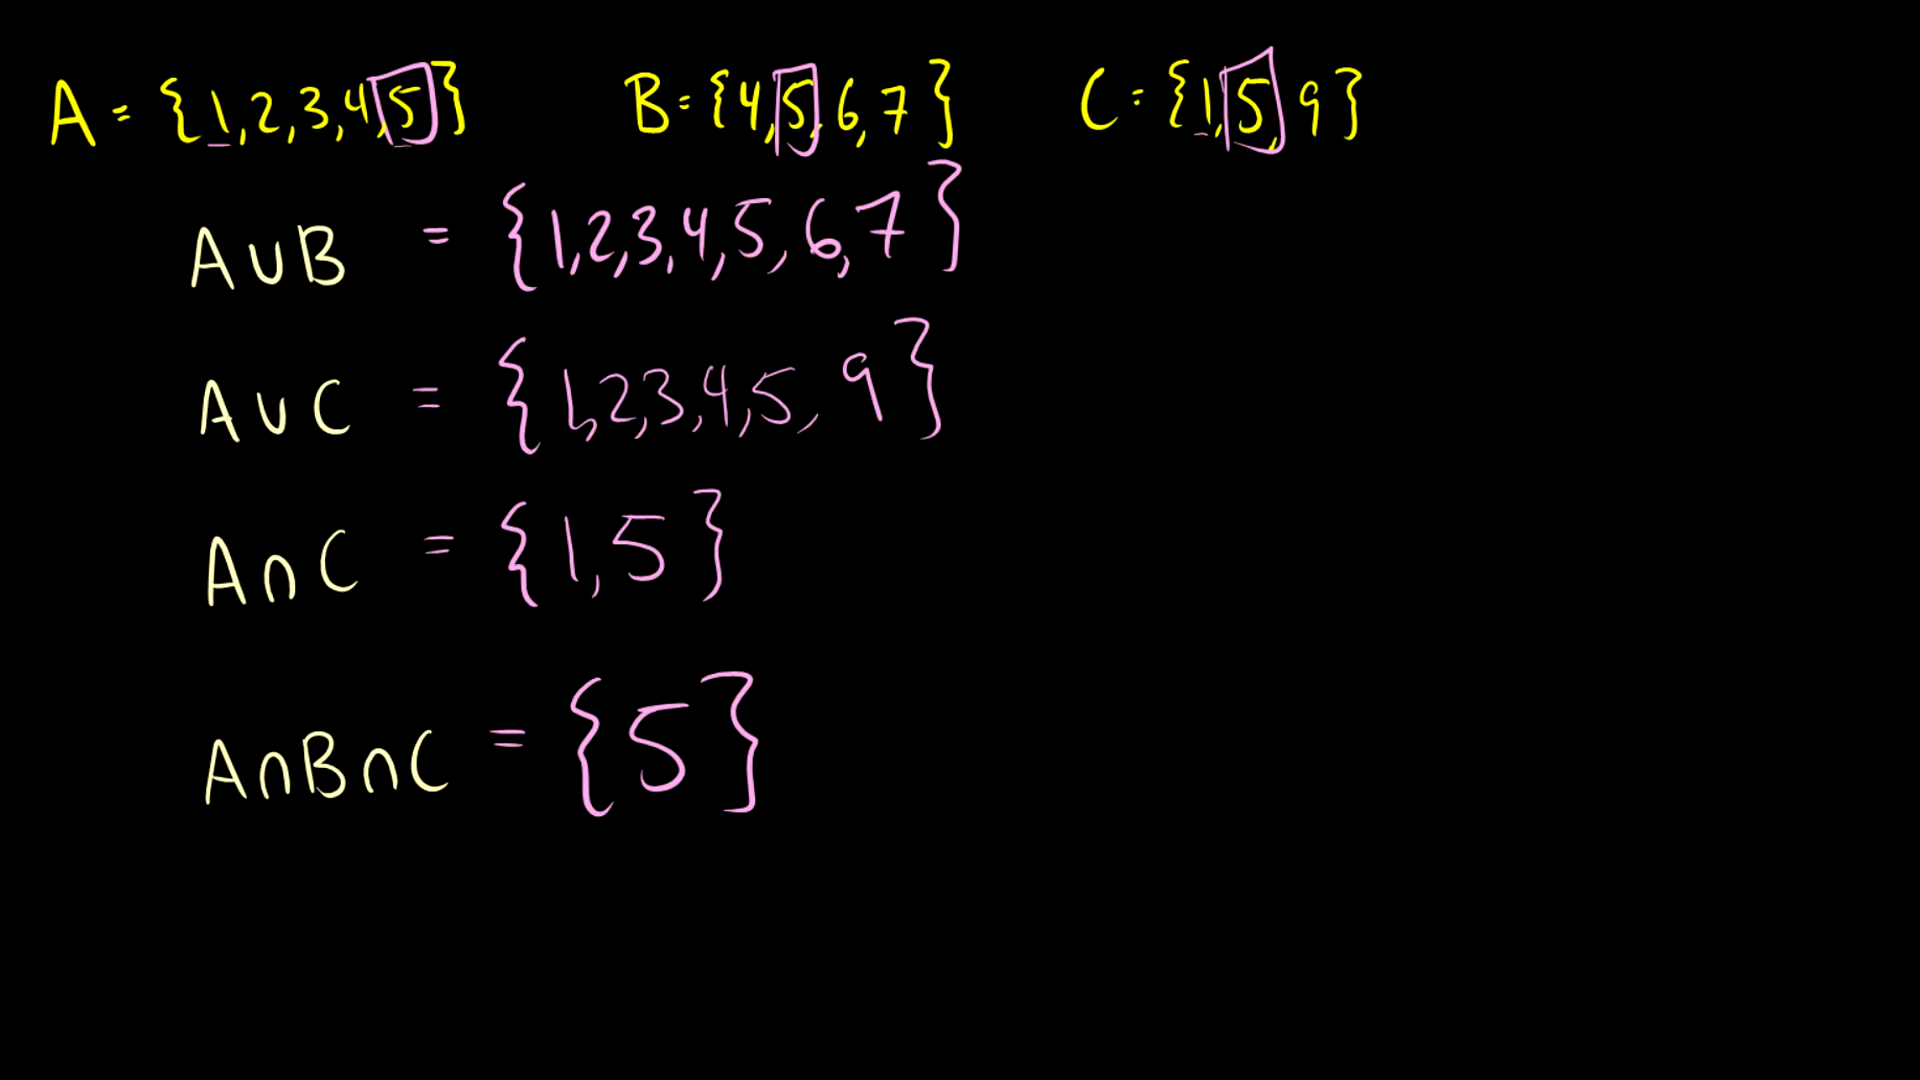 A = {1,2,3,4,5} B = {4,5,6,7} C = {1,5,9}
A∪B = {1,2,3,4,5,6,7}
A∪C = {1,2,3,4,5,9}
A∩C = {1,5}
A∩B∩C = {5}